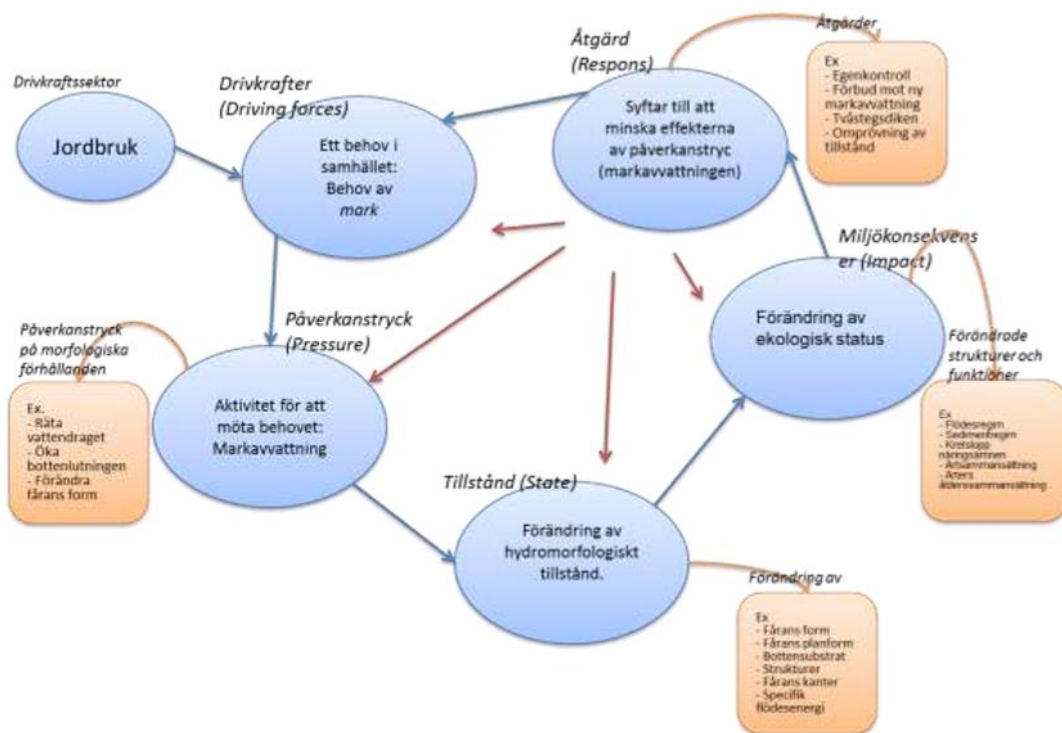 Drivkraftssektor
Jordbruk
Drivkrafter
(Driving forces)
Ett behov i
samhället:
Behov av
mark
Åtgärd
(Respons)
Syftar till att
minska effekterna
av påverkanstryc
(markavvattningen)
Åtgärder
Ex
- Egenkontroll
- Förbud mot ny
markavvattning
- Tvåstegsdiken
- Omprövning av
tillstånd
Miljökonsekvens
er (Impact)
Förändring av
ekologisk status
Förändrade
strukturer och
funktioner
Ex
- Flödesregim
- Sedimentregim
- Kretslopp
näringsämnen
- Artsammansättning
- Arters
ålderssammansättning
Påverkanstryck
(Pressure)
Aktivitet för att
möta behovet:
Markavvattning
Påverkanstryck
på morfologiska
förhållanden
Ex.
- Räta
vattendraget
- Öka
bottenlutningen
- Förändra
fårans form
Tillstånd (State)
Förändring av
hydromorfologiskt
tillstånd.
Förändring av
Ex
- Fårans form
- Fårans planform
- Bottensubstrat
- Strukturer
- Fårans kanter
- Specifik
flödesenergi